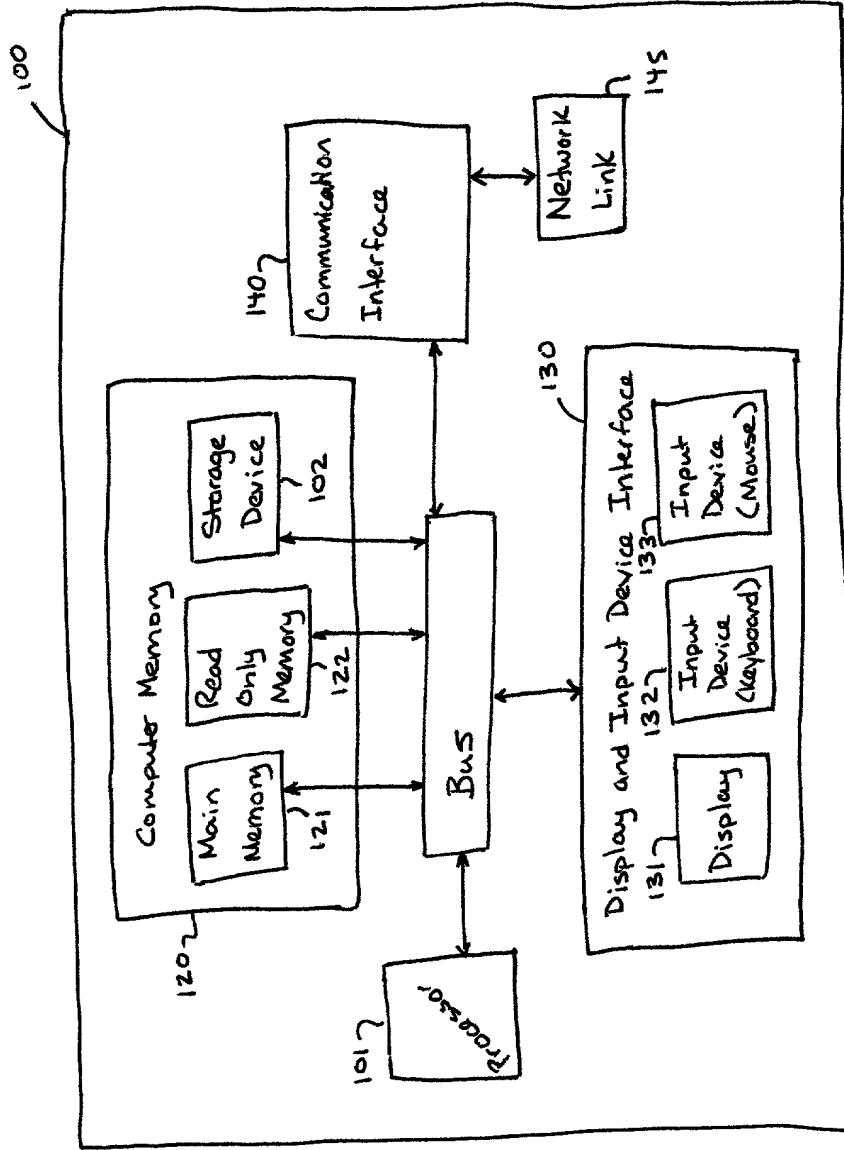 100
120
Computer Memory
Main
Memory
121
Read
Only
Memory
122
Storage
Device
102
140
Communication
Interface
101
Processor
Bus
Network
Link
145
130
Display and Input Device Interface
131
Display
132
Input
Device
(Keyboard)
133
Input
Device
(Mouse)